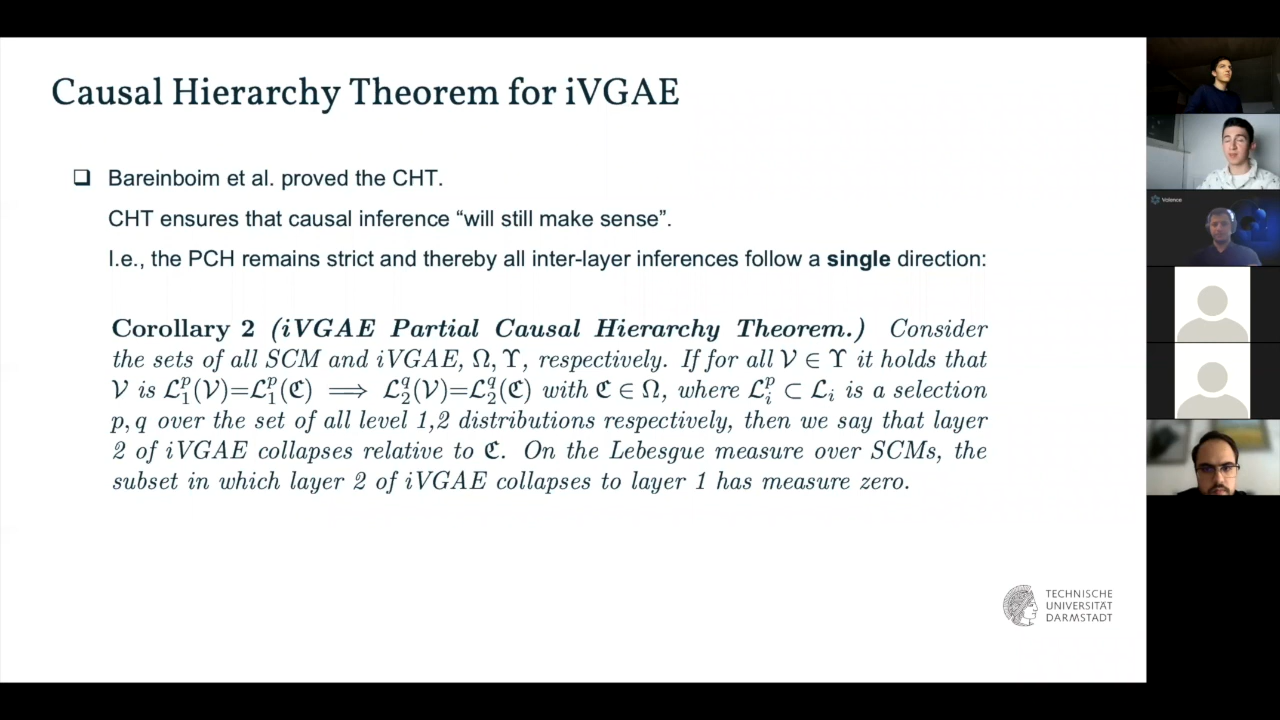 Causal Hierarchy Theorem for iVGAE
❑ Bareinboim et al. proved the CHT.
CHT ensures that causal inference “will still make sense”.
I.e., the PCH remains strict and thereby all inter-layer inferences follow a single direction:
Corollary 2 (iVGAE Partial Causal Hierarchy Theorem.) Consider
the sets of all SCM and iVGAE, Ω, ϒ, respectively. If for all 𝒱 ∈ ϒ it holds that
𝒱 is ℒ₁ᵖ(𝒱)=ℒ₁ᵖ(ℭ) ⟹ ℒ₂^q(𝒱)=ℒ₂^q(ℭ) with ℭ ∈ Ω, where ℒᵢᵖ ⊂ ℒᵢ is a selection
p, q over the set of all level 1,2 distributions respectively, then we say that layer
2 of iVGAE collapses relative to ℭ. On the Lebesgue measure over SCMs, the
subset in which layer 2 of iVGAE collapses to layer 1 has measure zero.
TECHNISCHE
UNIVERSITÄT
DARMSTADT
Valence